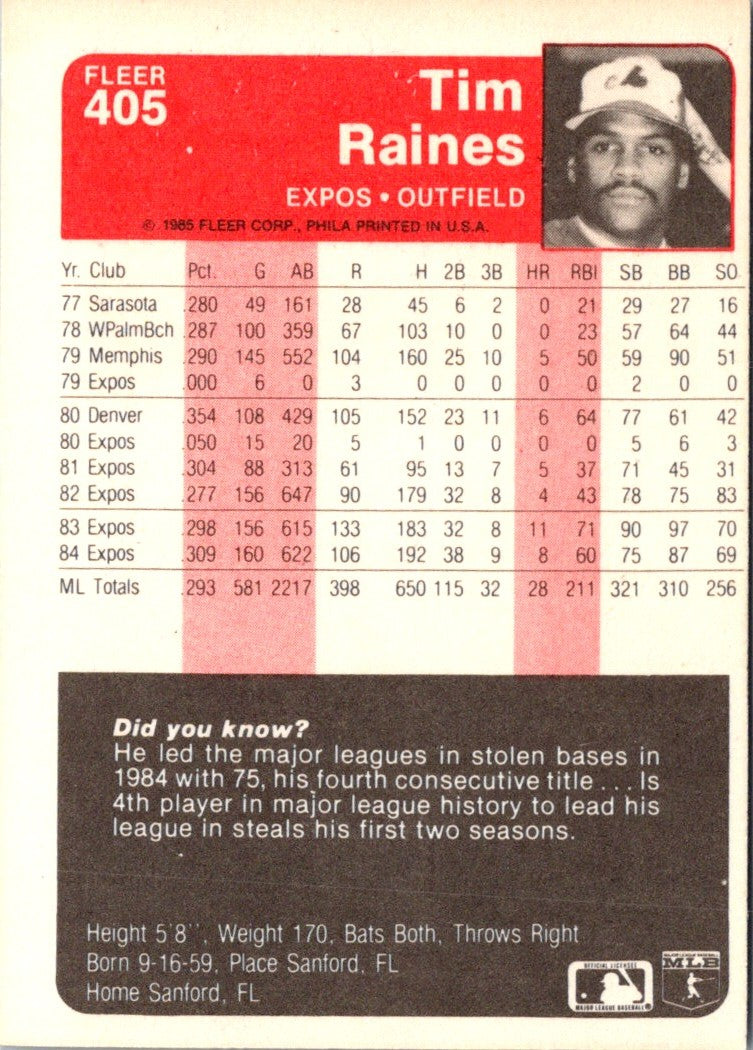 FLEER
405
Tim
Raines
EXPOS • OUTFIELD
© 1985 FLEER CORP., PHILA PRINTED IN U.S.A.
Yr. Club Pct. G AB R H 2B 3B HR RBI SB BB SO
77 Sarasota .280 49 161 28 45 6 2 0 21 29 27 16
78 WPalmBch .287 100 359 67 103 10 0 0 23 57 64 44
79 Memphis .290 145 552 104 160 25 10 5 50 59 90 51
79 Expos .000 6 0 3 0 0 0 0 0 2 0 0
80 Denver .354 108 429 105 152 23 11 6 64 77 61 42
80 Expos .050 15 20 5 1 0 0 0 0 5 6 3
81 Expos .304 88 313 61 95 13 7 5 37 71 45 31
82 Expos .277 156 647 90 179 32 8 4 43 78 75 83
83 Expos .298 156 615 133 183 32 8 11 71 90 97 70
84 Expos .309 160 622 106 192 38 9 8 60 75 87 69
ML Totals .293 581 2217 398 650 115 32 28 211 321 310 256
Did you know?
He led the major leagues in stolen bases in
1984 with 75, his fourth consecutive title . . . Is
4th player in major league history to lead his
league in steals his first two seasons.
Height 5'8", Weight 170, Bats Both, Throws Right
Born 9-16-59, Place Sanford, FL
Home Sanford, FL
OFFICIAL LICENSEE
MAJOR LEAGUE BASEBALL
MAJOR LEAGUE BASEBALL
MLB